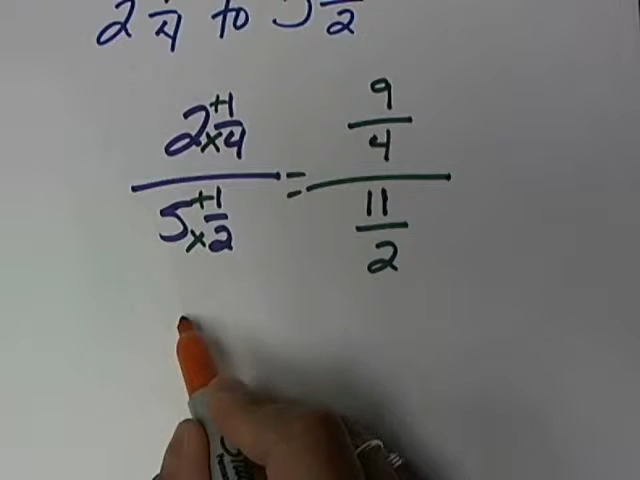 2 1/4 to 5 1/2
2 +1/×4 / 5 +1/×2 = 9/4 / 11/2